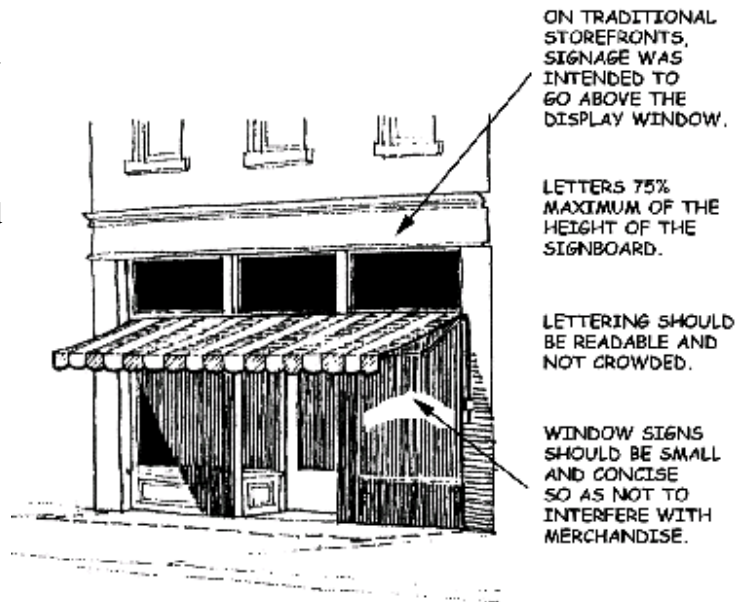 ON TRADITIONAL
STOREFRONTS,
SIGNAGE WAS
INTENDED TO
GO ABOVE THE
DISPLAY WINDOW.
LETTERS 75%
MAXIMUM OF THE
HEIGHT OF THE
SIGNBOARD.
LETTERING SHOULD
BE READABLE AND
NOT CROWDED.
WINDOW SIGNS
SHOULD BE SMALL
AND CONCISE
SO AS NOT TO
INTERFERE WITH
MERCHANDISE.